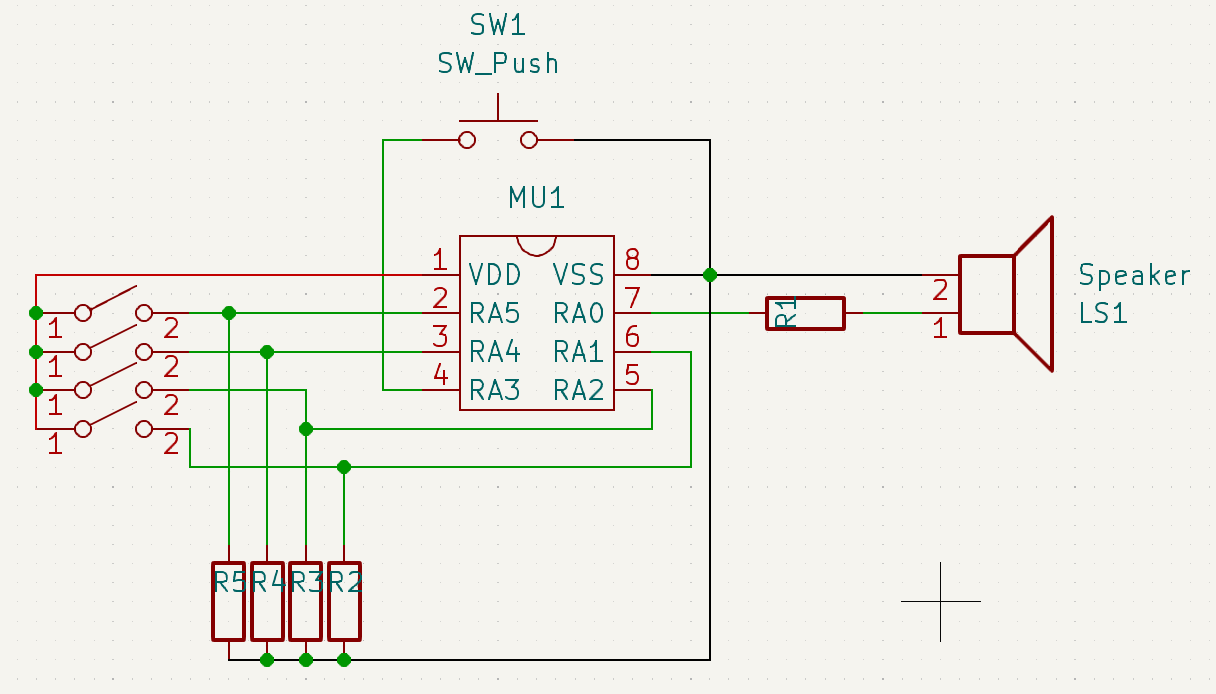 SW1
SW_Push
MU1
1 VDD VSS 8
2 RA5 RA0 7
3 RA4 RA1 6
4 RA3 RA2 5
1 2
1 2
1 2
1 2
R1
2
1
Speaker
LS1
R5 R4 R3 R2